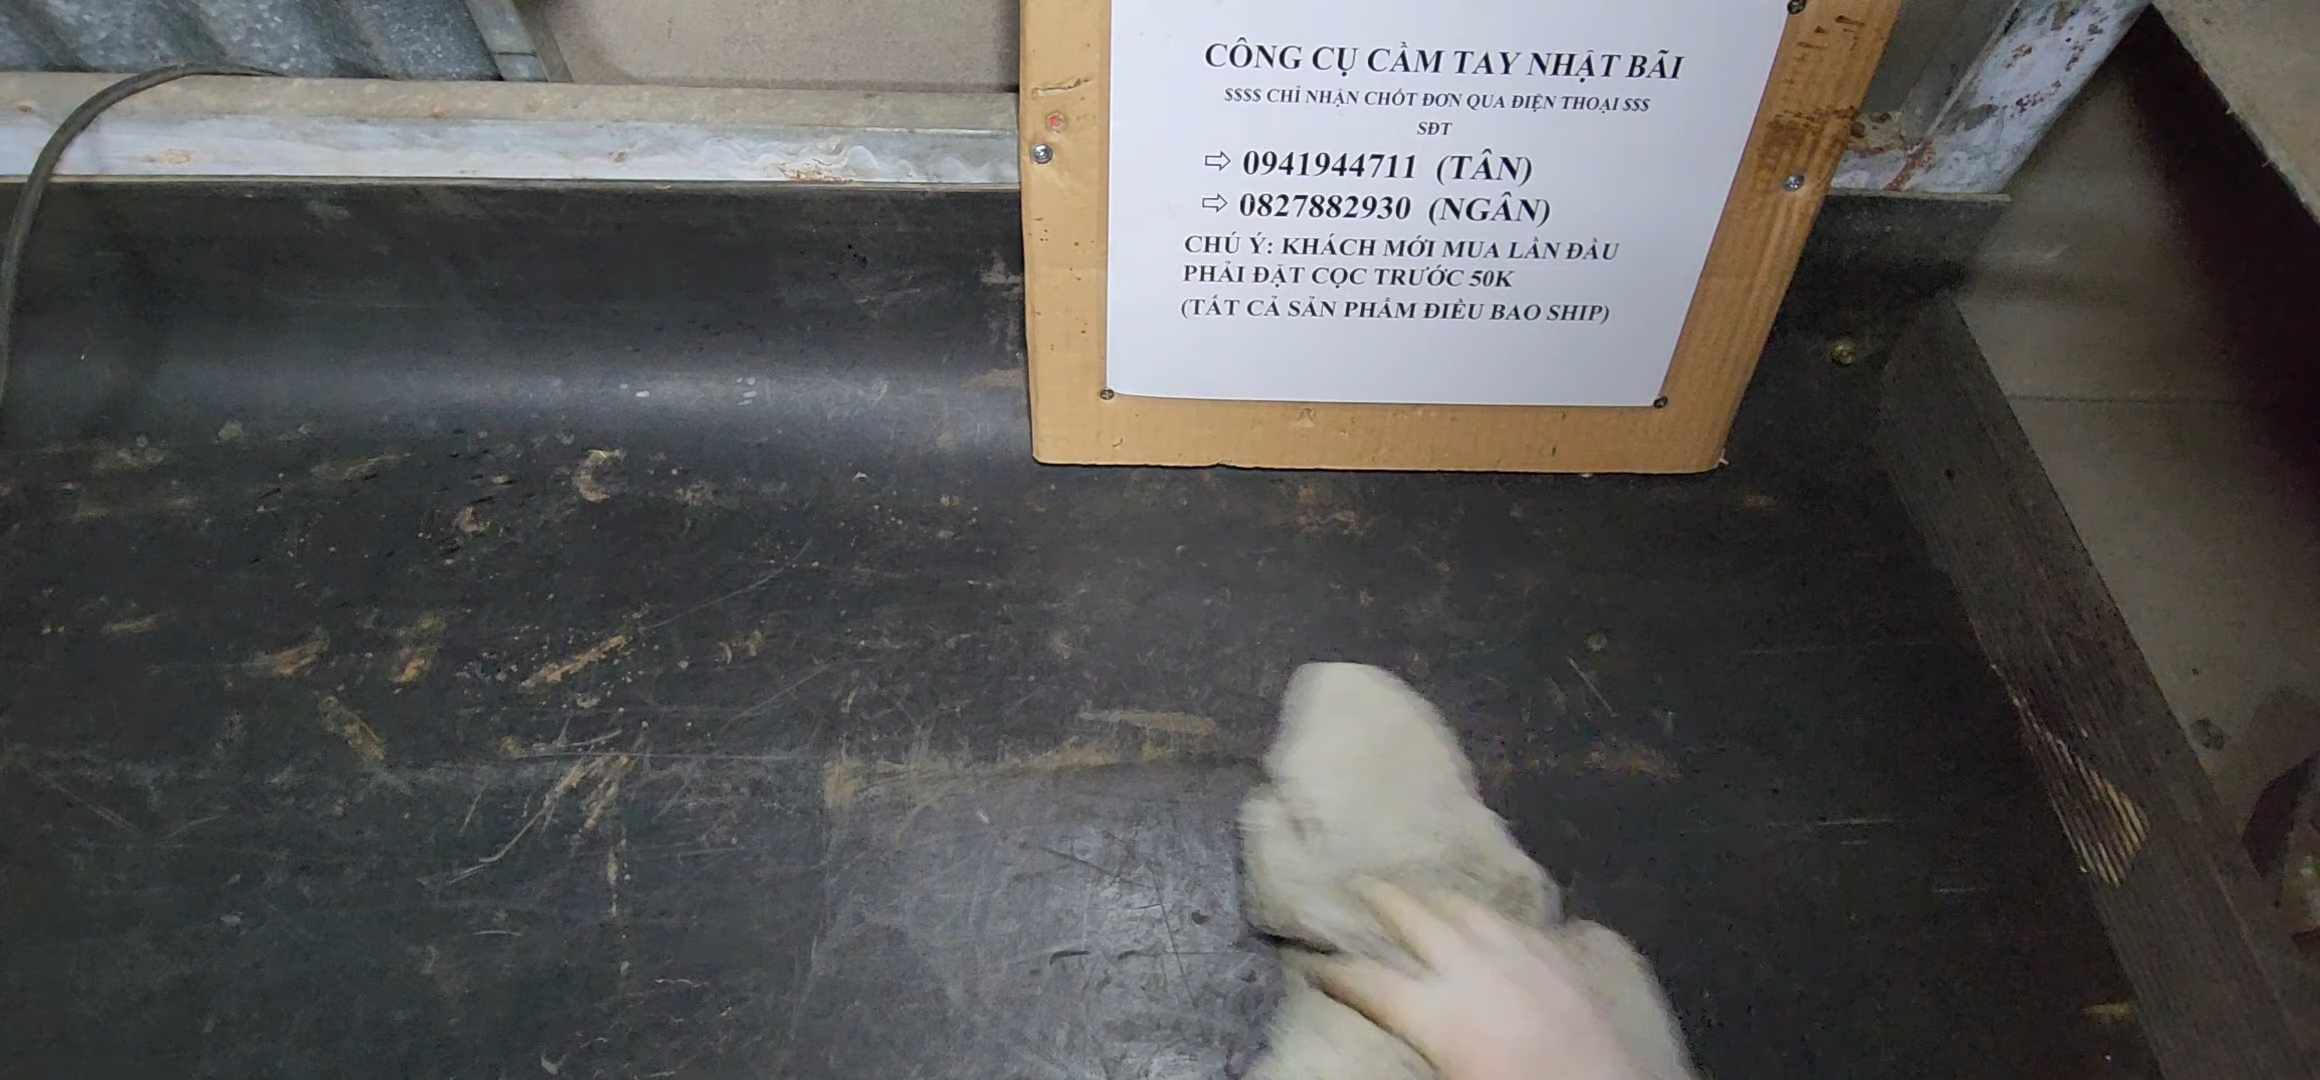 CÔNG CỤ CẦM TAY NHẬT BÃI
$$$$ CHỈ NHẬN CHỐT ĐƠN QUA ĐIỆN THOẠI $$$
SĐT
⇨ 0941944711 (TÂN)
⇨ 0827882930 (NGÂN)
CHÚ Ý: KHÁCH MỚI MUA LẦN ĐẦU
PHẢI ĐẶT CỌC TRƯỚC 50K
(TẤT CẢ SẢN PHẨM ĐIỀU BAO SHIP)